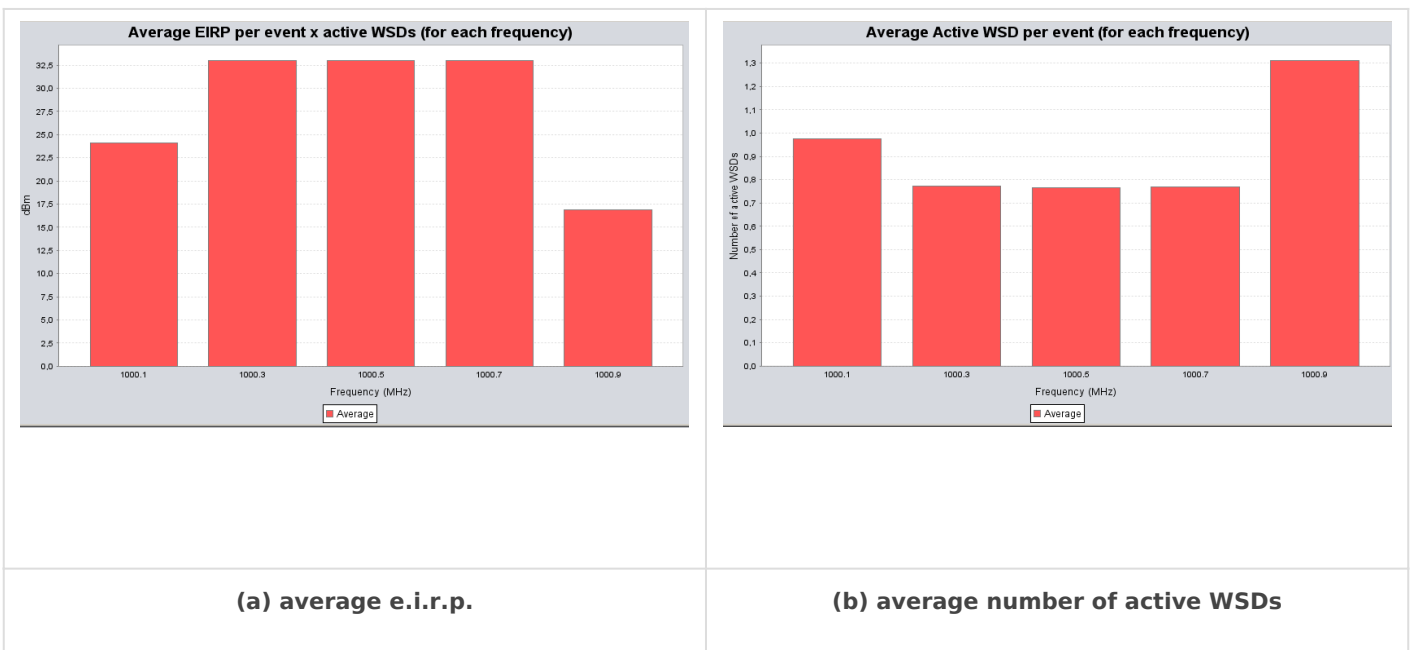 Average EIRP per event x active WSDs (for each frequency)
32,5
30,0
27,5
25,0
22,5
20,0
17,5
15,0
12,5
10,0
7,5
5,0
2,5
0,0
dBm
1000.1 1000.3 1000.5 1000.7 1000.9
Frequency (MHz)
Average
Average Active WSD per event (for each frequency)
1,3
1,2
1,1
1,0
0,9
0,8
0,7
0,6
0,5
0,4
0,3
0,2
0,1
0,0
Number of active WSDs
1000.1 1000.3 1000.5 1000.7 1000.9
Frequency (MHz)
Average
(a) average e.i.r.p.
(b) average number of active WSDs